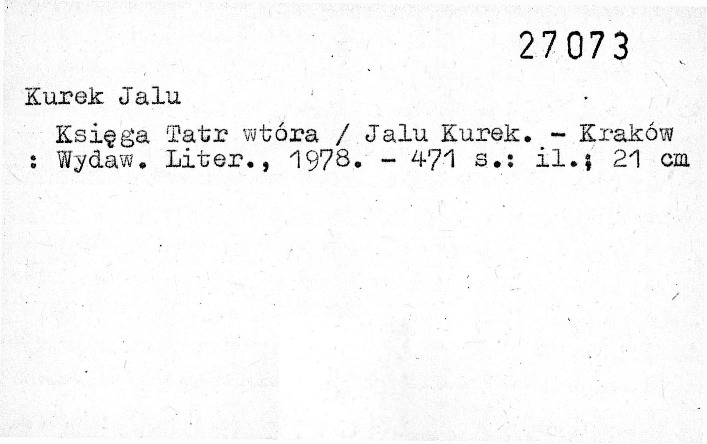 27073
Kurek Jalu
Księga Tatr wtóra / Jalu Kurek. - Kraków
: Wydaw. Liter., 1978. - 471 s.: il.; 21 cm